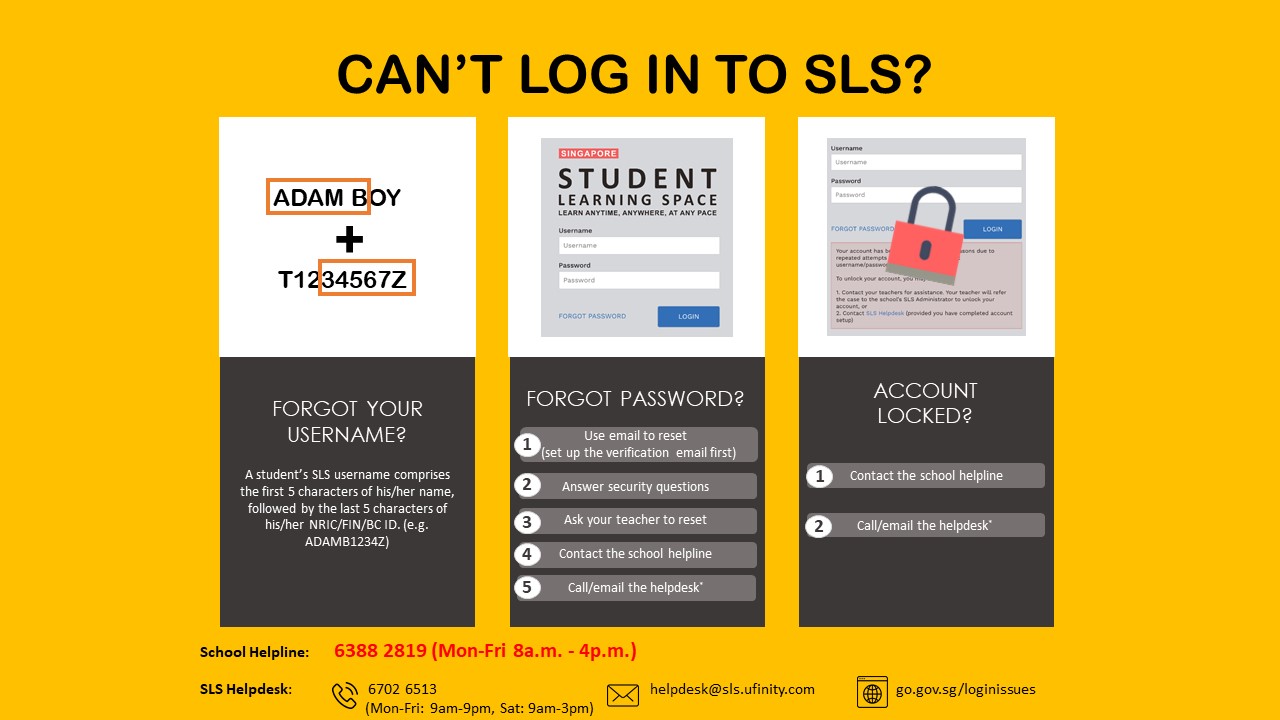 CAN’T LOG IN TO SLS?
ADAM BOY
+
T1234567Z
FORGOT YOUR
USERNAME?
A student’s SLS username comprises
the first 5 characters of his/her name,
followed by the last 5 characters of
his/her NRIC/FIN/BC ID. (e.g.
ADAMB1234Z)
SINGAPORE
STUDENT
LEARNING SPACE
LEARN ANYTIME, ANYWHERE, AT ANY PACE
Username
Username
Password
Password
FORGOT PASSWORD
LOGIN
FORGOT PASSWORD?
1 Use email to reset
(set up the verification email first)
2 Answer security questions
3 Ask your teacher to reset
4 Contact the school helpline
5 Call/email the helpdesk*
Username
Username
Password
Password
FORGOT PASSWORD
LOGIN
Your account has due to
repeated attempts
To unlock your account, you
1. Contact your teachers for assistance. Your teacher will refer
the case to the school's SLS Administrator to unlock your
account, or
2. Contact SLS Helpdesk (provided you have completed account
setup)
ACCOUNT
LOCKED?
1 Contact the school helpline
2 Call/email the helpdesk*
School Helpline: 6388 2819 (Mon-Fri 8a.m. - 4p.m.)
SLS Helpdesk: 6702 6513
(Mon-Fri: 9am-9pm, Sat: 9am-3pm)
helpdesk@sls.ufinity.com
go.gov.sg/loginissues